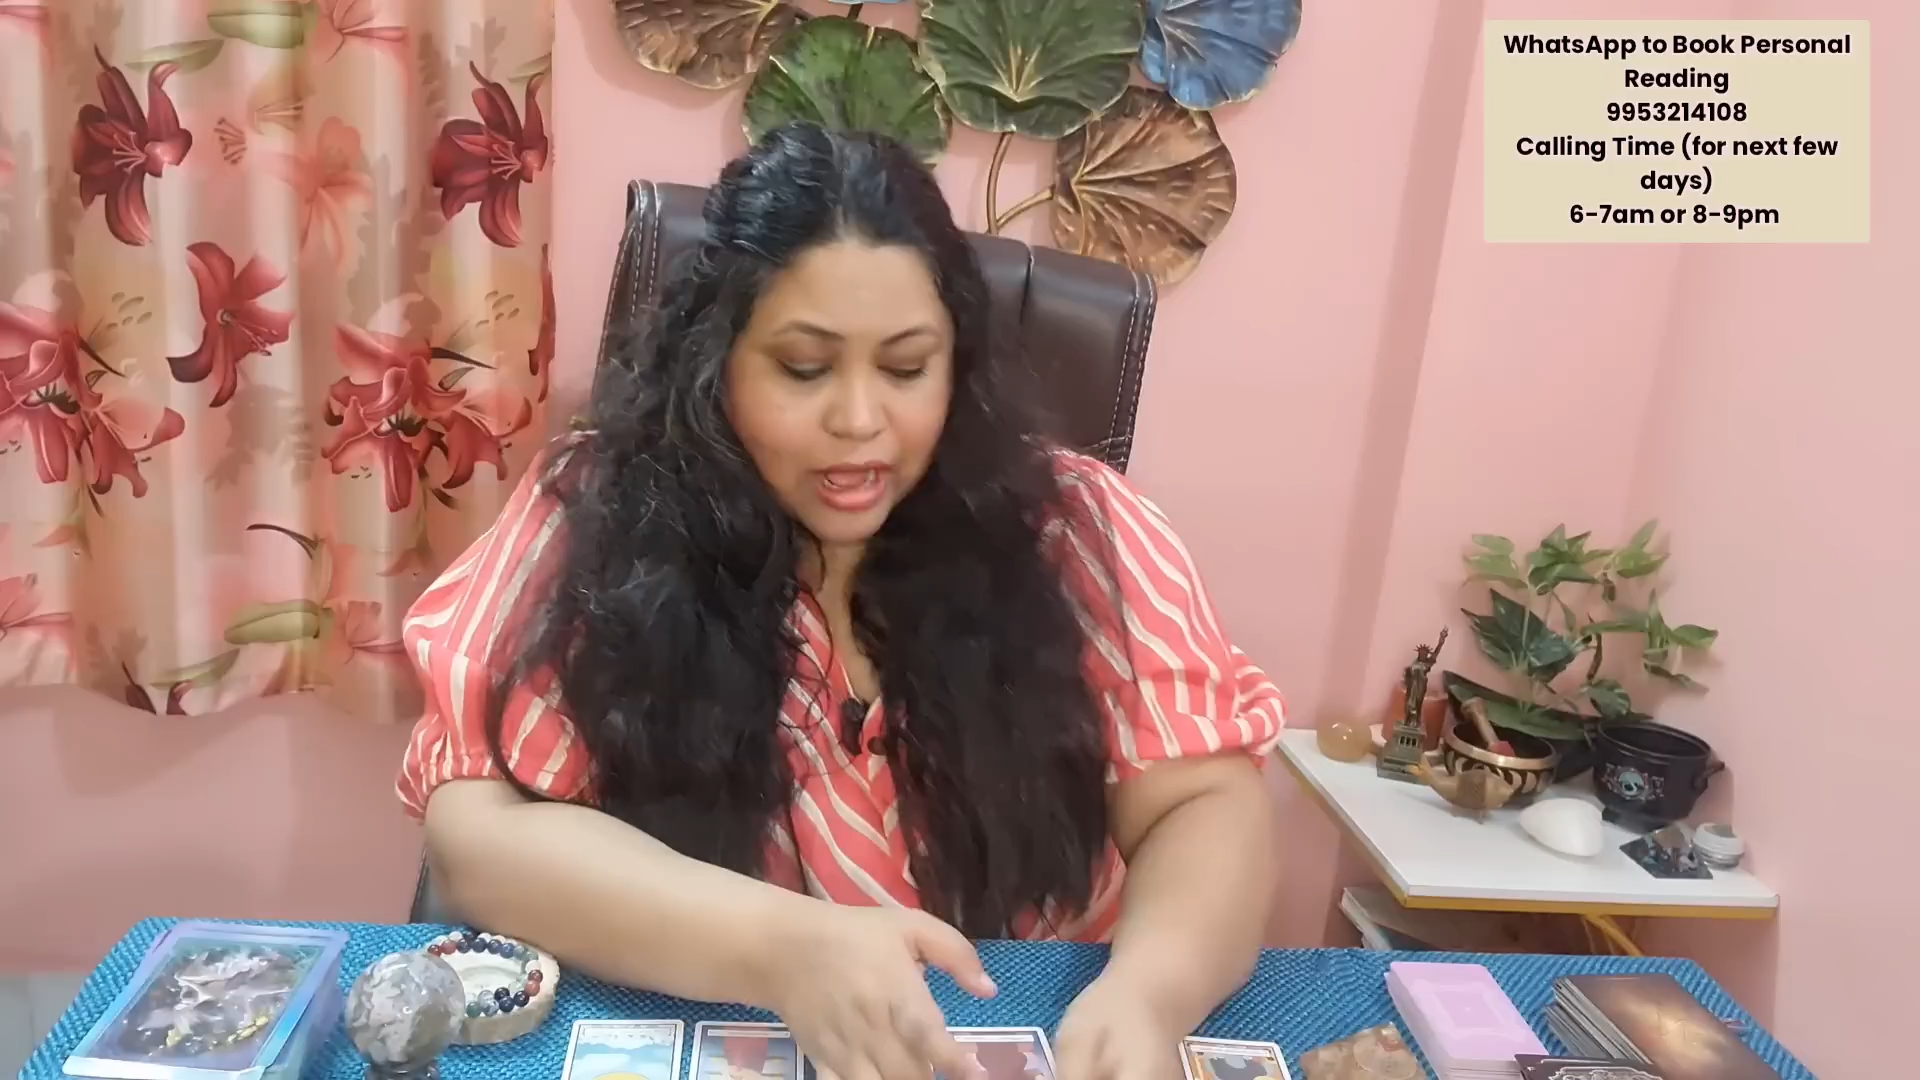 WhatsApp to Book Personal
Reading
9953214108
Calling Time (for next few
days)
6-7am or 8-9pm